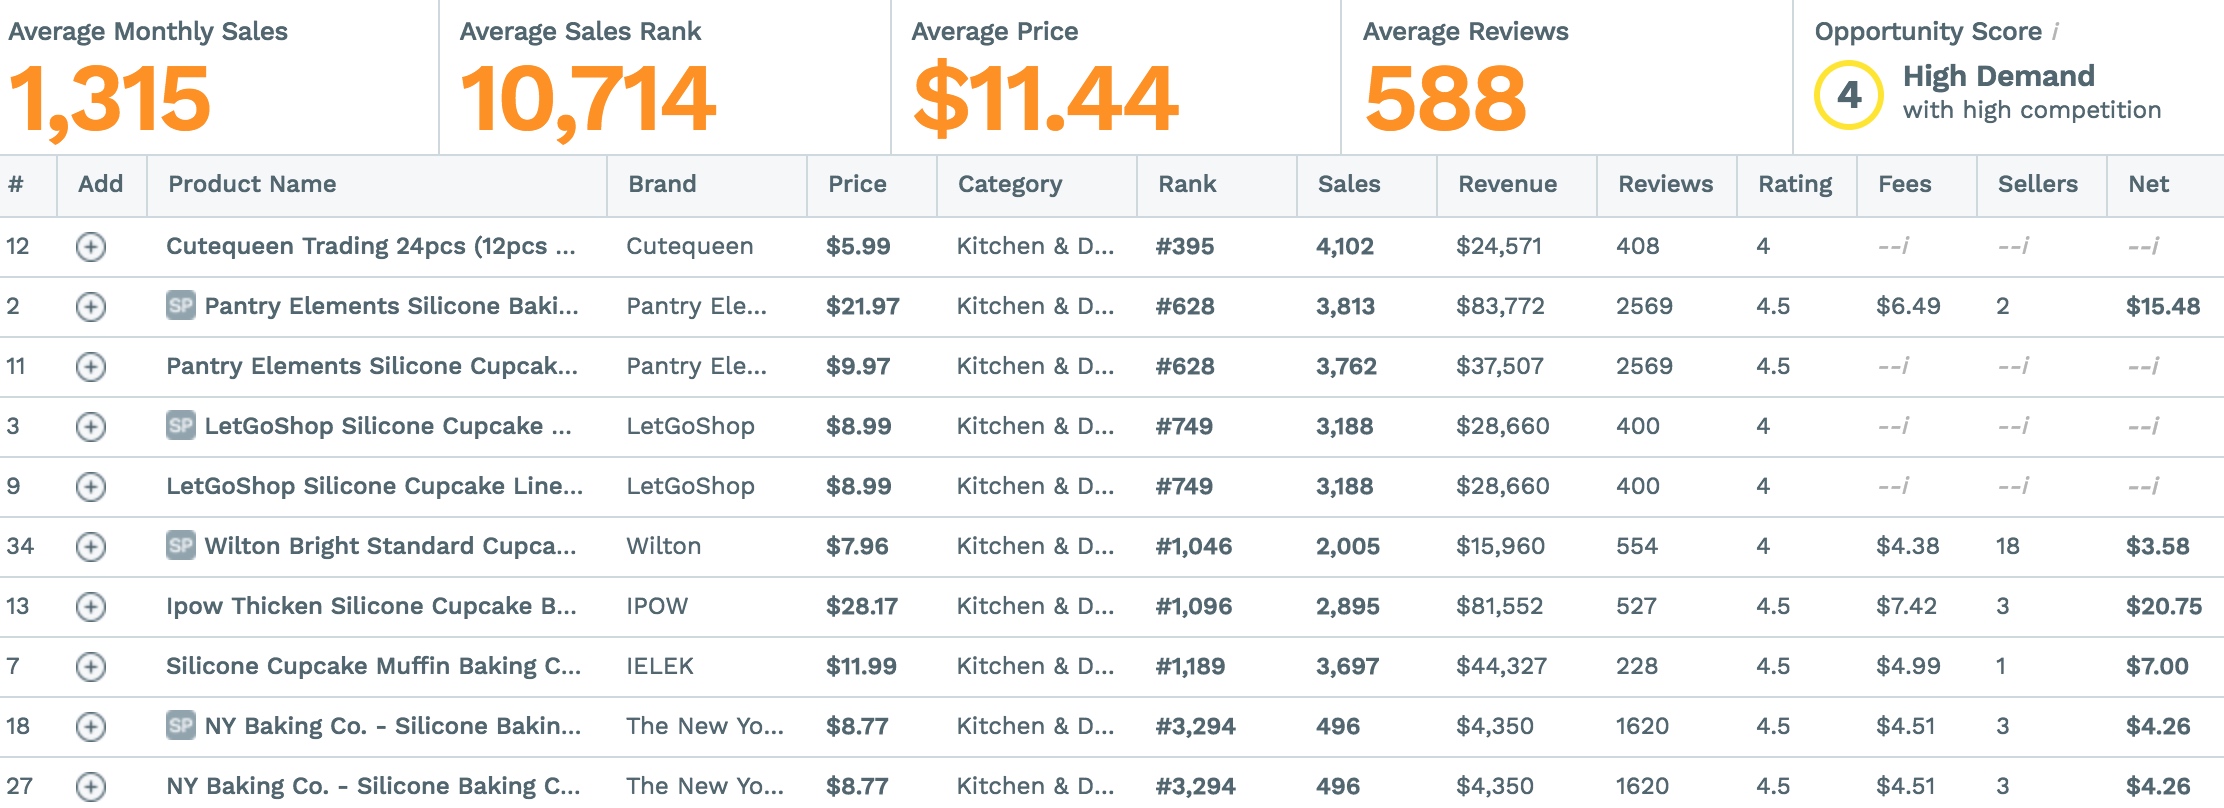 Average Monthly Sales Average Sales Rank Average Price Average Reviews Opportunity Score i
1,315 10,714 $11.44 588 4 High Demand
with high competition
# Add Product Name Brand Price Category Rank Sales Revenue Reviews Rating Fees Sellers Net
12 Cutequeen Trading 24pcs (12pcs ... Cutequeen $5.99 Kitchen & D... #395 4,102 $24,571 408 4 --i --i --i
2 SP Pantry Elements Silicone Baki... Pantry Ele... $21.97 Kitchen & D... #628 3,813 $83,772 2569 4.5 $6.49 2 $15.48
11 Pantry Elements Silicone Cupcak... Pantry Ele... $9.97 Kitchen & D... #628 3,762 $37,507 2569 4.5 --i --i --i
3 SP LetGoShop Silicone Cupcake ... LetGoShop $8.99 Kitchen & D... #749 3,188 $28,660 400 4 --i --i --i
9 LetGoShop Silicone Cupcake Line... LetGoShop $8.99 Kitchen & D... #749 3,188 $28,660 400 4 --i --i --i
34 SP Wilton Bright Standard Cupca... Wilton $7.96 Kitchen & D... #1,046 2,005 $15,960 554 4 $4.38 18 $3.58
13 Ipow Thicken Silicone Cupcake B... IPOW $28.17 Kitchen & D... #1,096 2,895 $81,552 527 4.5 $7.42 3 $20.75
7 Silicone Cupcake Muffin Baking C... IELEK $11.99 Kitchen & D... #1,189 3,697 $44,327 228 4.5 $4.99 1 $7.00
18 SP NY Baking Co. - Silicone Bakin... The New Yo... $8.77 Kitchen & D... #3,294 496 $4,350 1620 4.5 $4.51 3 $4.26
27 NY Baking Co. - Silicone Baking C... The New Yo... $8.77 Kitchen & D... #3,294 496 $4,350 1620 4.5 $4.51 3 $4.26